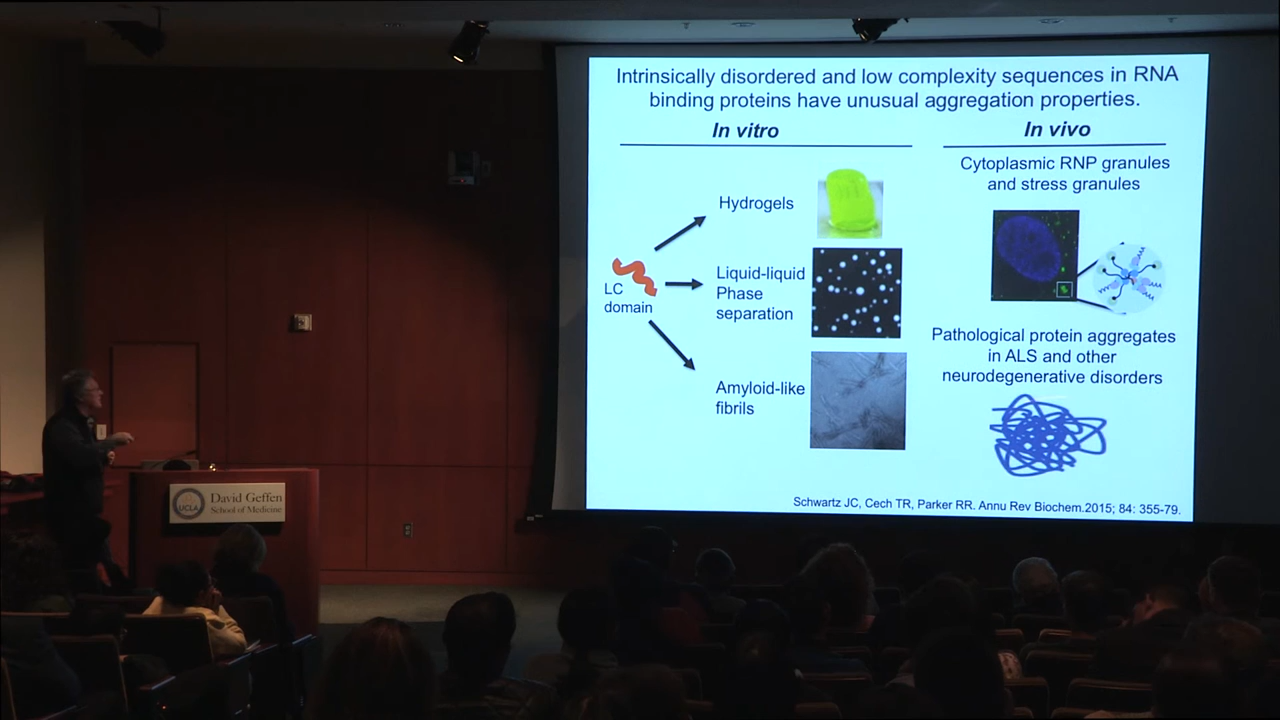 Intrinsically disordered and low complexity sequences in RNA
binding proteins have unusual aggregation properties.
In vitro
In vivo
Hydrogels
LC
domain
Liquid-liquid
Phase
separation
Amyloid-like
fibrils
Cytoplasmic RNP granules
and stress granules
Pathological protein aggregates
in ALS and other
neurodegenerative disorders
Schwartz JC, Cech TR, Parker RR. Annu Rev Biochem.2015; 84: 355-79.
UCLA
David Geffen
School of Medicine